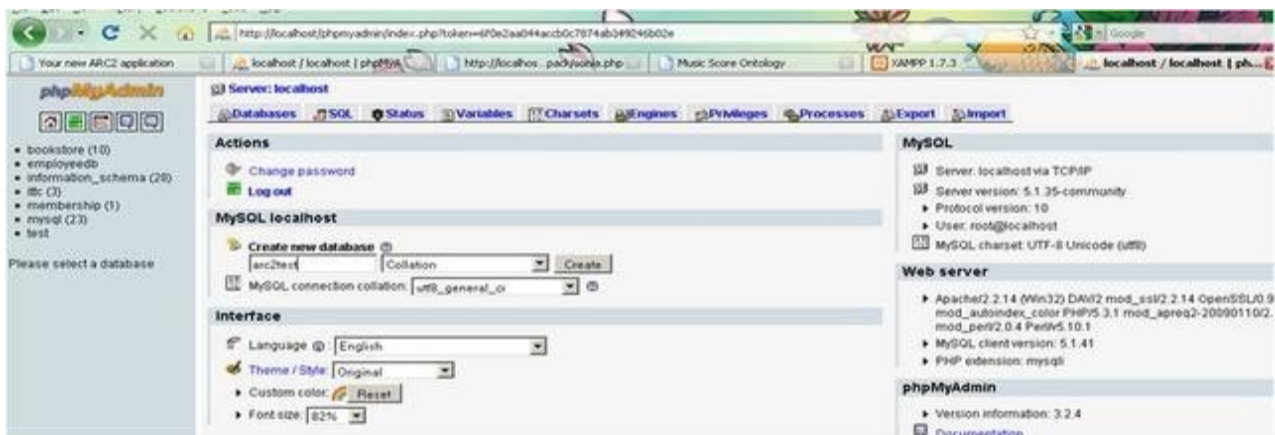 http://localhost/phpmyadmin/index.php?token=
Google
Your new ARC2 application
localhost / localhost | phpMyA
http://localhos...
Music Score Ontology
XAMPP 1.7.3
localhost / localhost | ph...
phpMyAdmin
bookstore (10)
employeedb
information_schema (28)
ittc (3)
membership (1)
mysql (23)
test
Please select a database
Server: localhost
Databases SQL Status Variables Charsets Engines Privileges Processes Export Import
Actions
Change password
Log out
MySQL localhost
Create new database
arc2test Collation Create
MySQL connection collation: utf8_general_ci
Interface
Language : English
Theme / Style: Original
Custom color: Reset
Font size: 82%
MySQL
Server: localhost via TCP/IP
Server version: 5.1.35-community
Protocol version: 10
User: root@localhost
MySQL charset: UTF-8 Unicode (utf8)
Web server
Apache/2.2.14 (Win32) DAV/2 mod_ssl/2.2.14 OpenSSL/0.9
mod_autoindex_color PHP/5.3.1 mod_apreq2-20090110/2.
mod_perl/2.0.4 Perl/v5.10.1
MySQL client version: 5.1.41
PHP extension: mysqli
phpMyAdmin
Version information: 3.2.4
Documentation